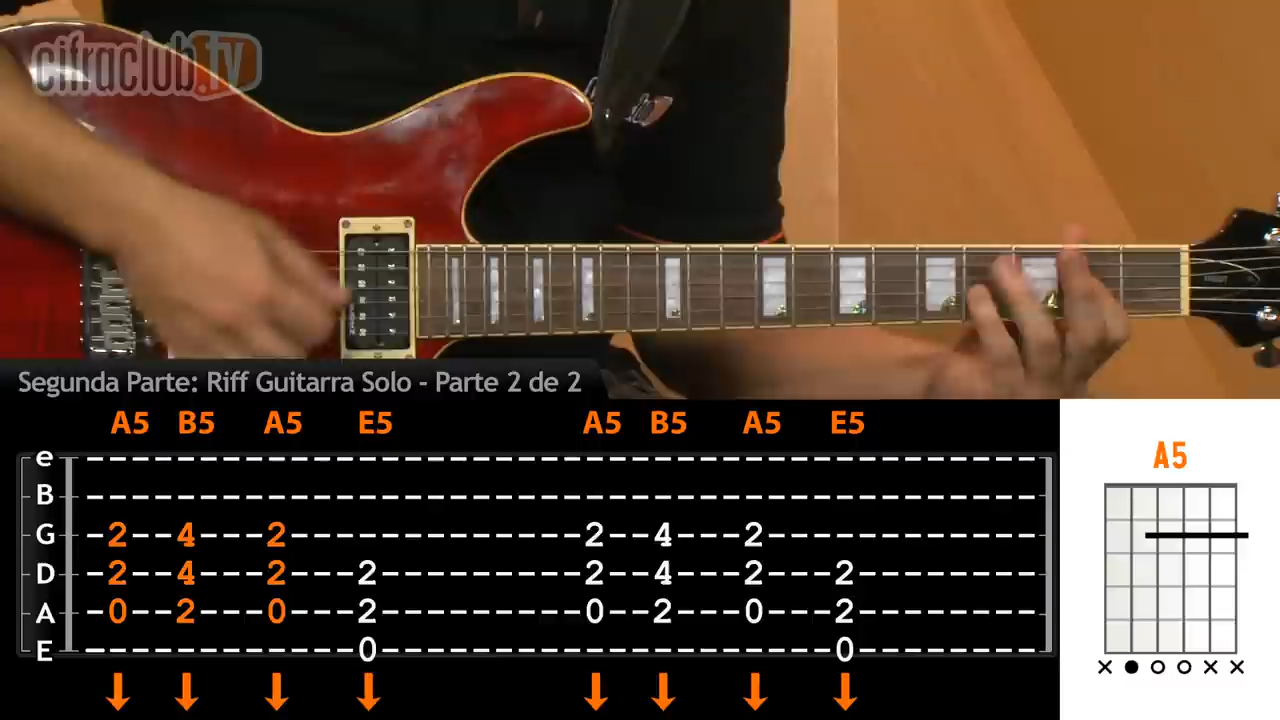 cifraclub.tv
Segunda Parte: Riff Guitarra Solo - Parte 2 de 2
A5 B5 A5 E5 A5 B5 A5 E5
e
B
G 2 4 2 2 4 2
D 2 4 2 2 2 4 2 2
A 0 2 0 2 0 2 0 2
E 0 0
A5
X ● O O X X